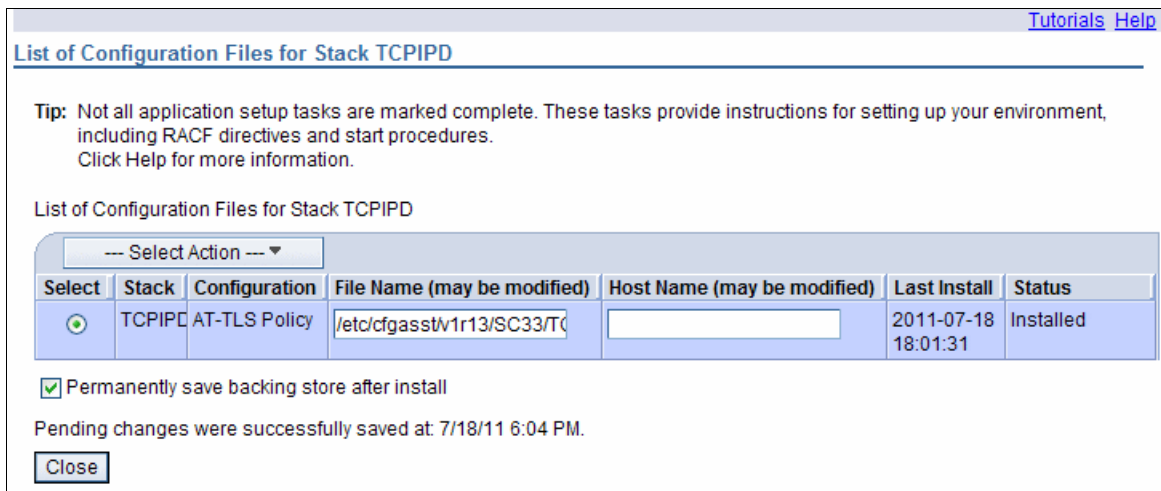 Tutorials Help
List of Configuration Files for Stack TCPIPD
Tip: Not all application setup tasks are marked complete. These tasks provide instructions for setting up your environment,
including RACF directives and start procedures.
Click Help for more information.
List of Configuration Files for Stack TCPIPD
--- Select Action ---
Select Stack Configuration File Name (may be modified) Host Name (may be modified) Last Install Status
TCPIPD AT-TLS Policy /etc/cfgasst/v1r13/SC33/TC 2011-07-18 Installed
18:01:31
Permanently save backing store after install
Pending changes were successfully saved at: 7/18/11 6:04 PM.
Close